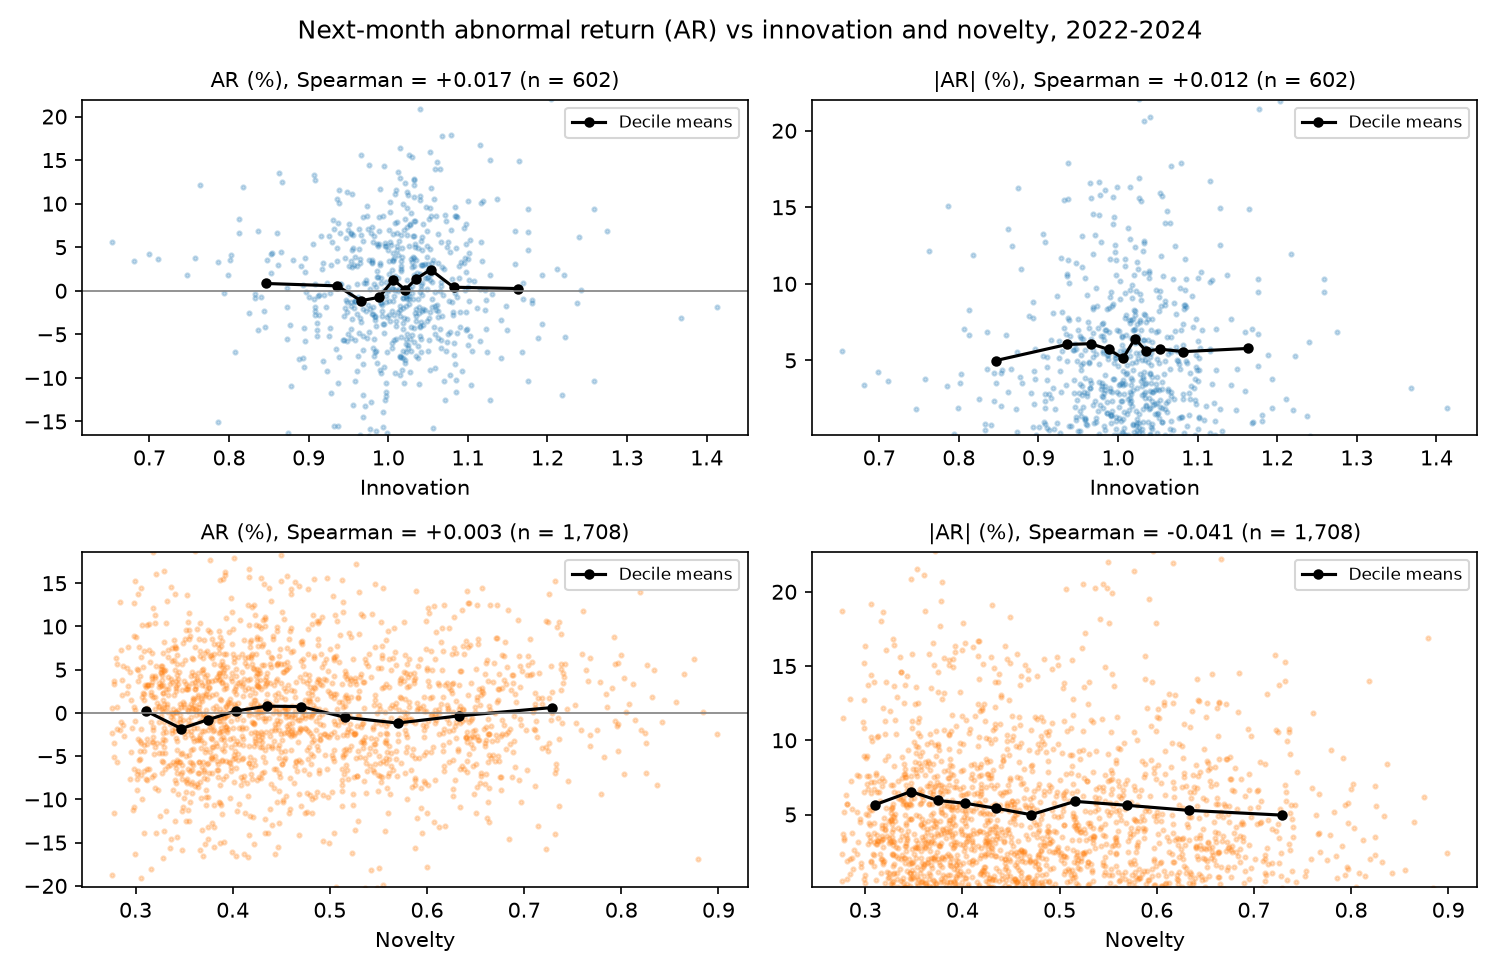 Next-month abnormal return (AR) vs innovation and novelty, 2022-2024
AR (%), Spearman = +0.017 (n = 602)
Decile means
20
15
10
5
0
−5
−10
−15
0.7 0.8 0.9 1.0 1.1 1.2 1.3 1.4
Innovation
|AR| (%), Spearman = +0.012 (n = 602)
Decile means
20
15
10
5
0.7 0.8 0.9 1.0 1.1 1.2 1.3 1.4
Innovation
AR (%), Spearman = +0.003 (n = 1,708)
Decile means
15
10
5
0
−5
−10
−15
−20
0.3 0.4 0.5 0.6 0.7 0.8 0.9
Novelty
|AR| (%), Spearman = -0.041 (n = 1,708)
Decile means
20
15
10
5
0.3 0.4 0.5 0.6 0.7 0.8 0.9
Novelty